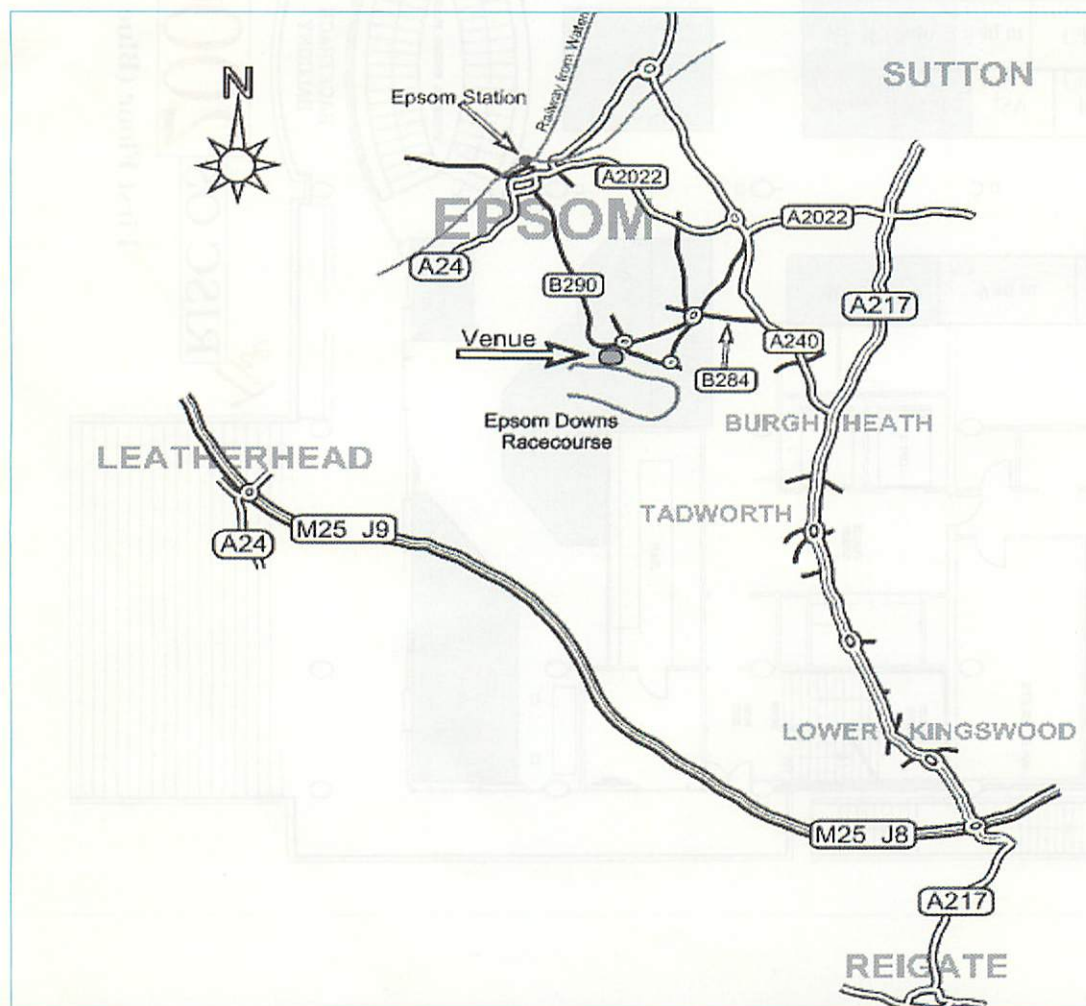 N
SUTTON
Epsom Station
Railway from Water
A2022
EPSOM
A2022
A24
B290
A217
Venue
A240
B284
Epsom Downs
Racecourse
BURGH HEATH
LEATHERHEAD
TADWORTH
M25 J9
A24
LOWER KINGSWOOD
M25 J8
A217
REIGATE